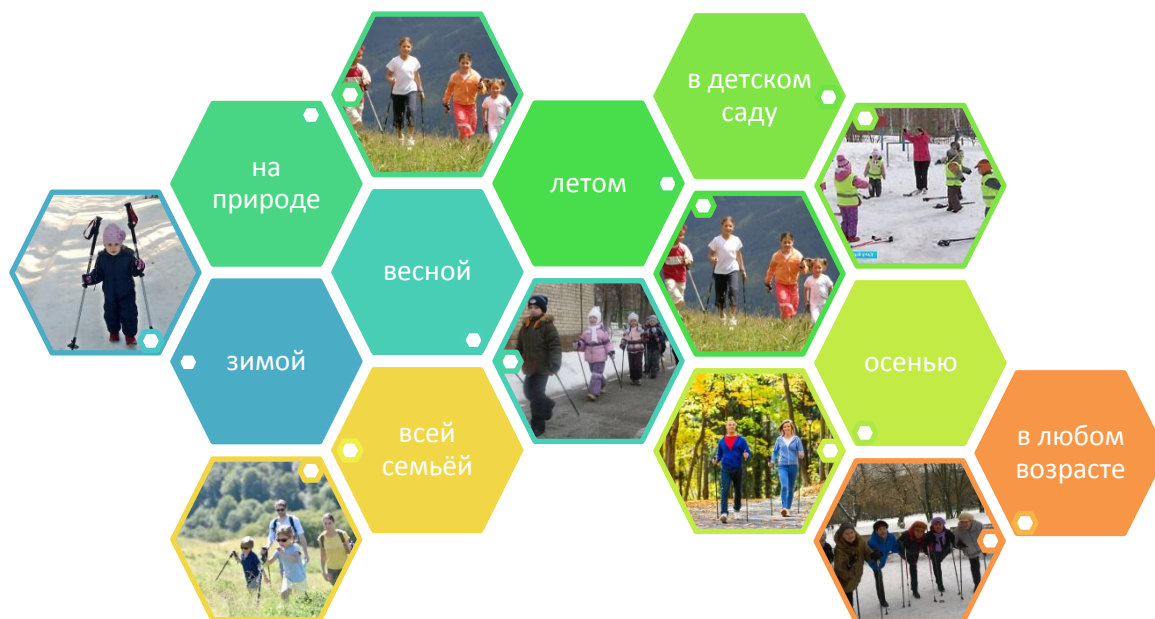 в детском
саду
на
природе
летом
весной
зимой
осенью
всей
семьёй
в любом
возрасте